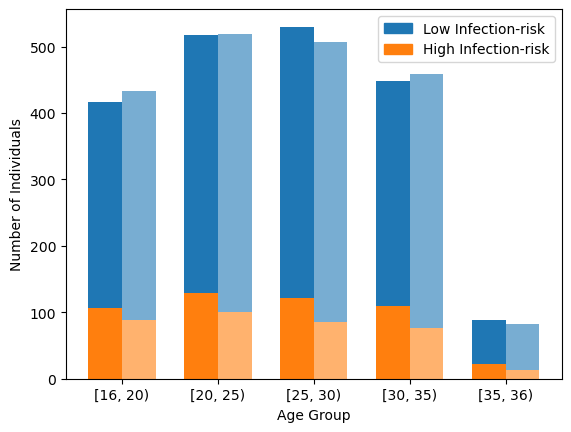 Low Infection-risk
High Infection-risk
Number of Individuals
500
400
300
200
100
0
[16, 20) [20, 25) [25, 30) [30, 35) [35, 36)
Age Group